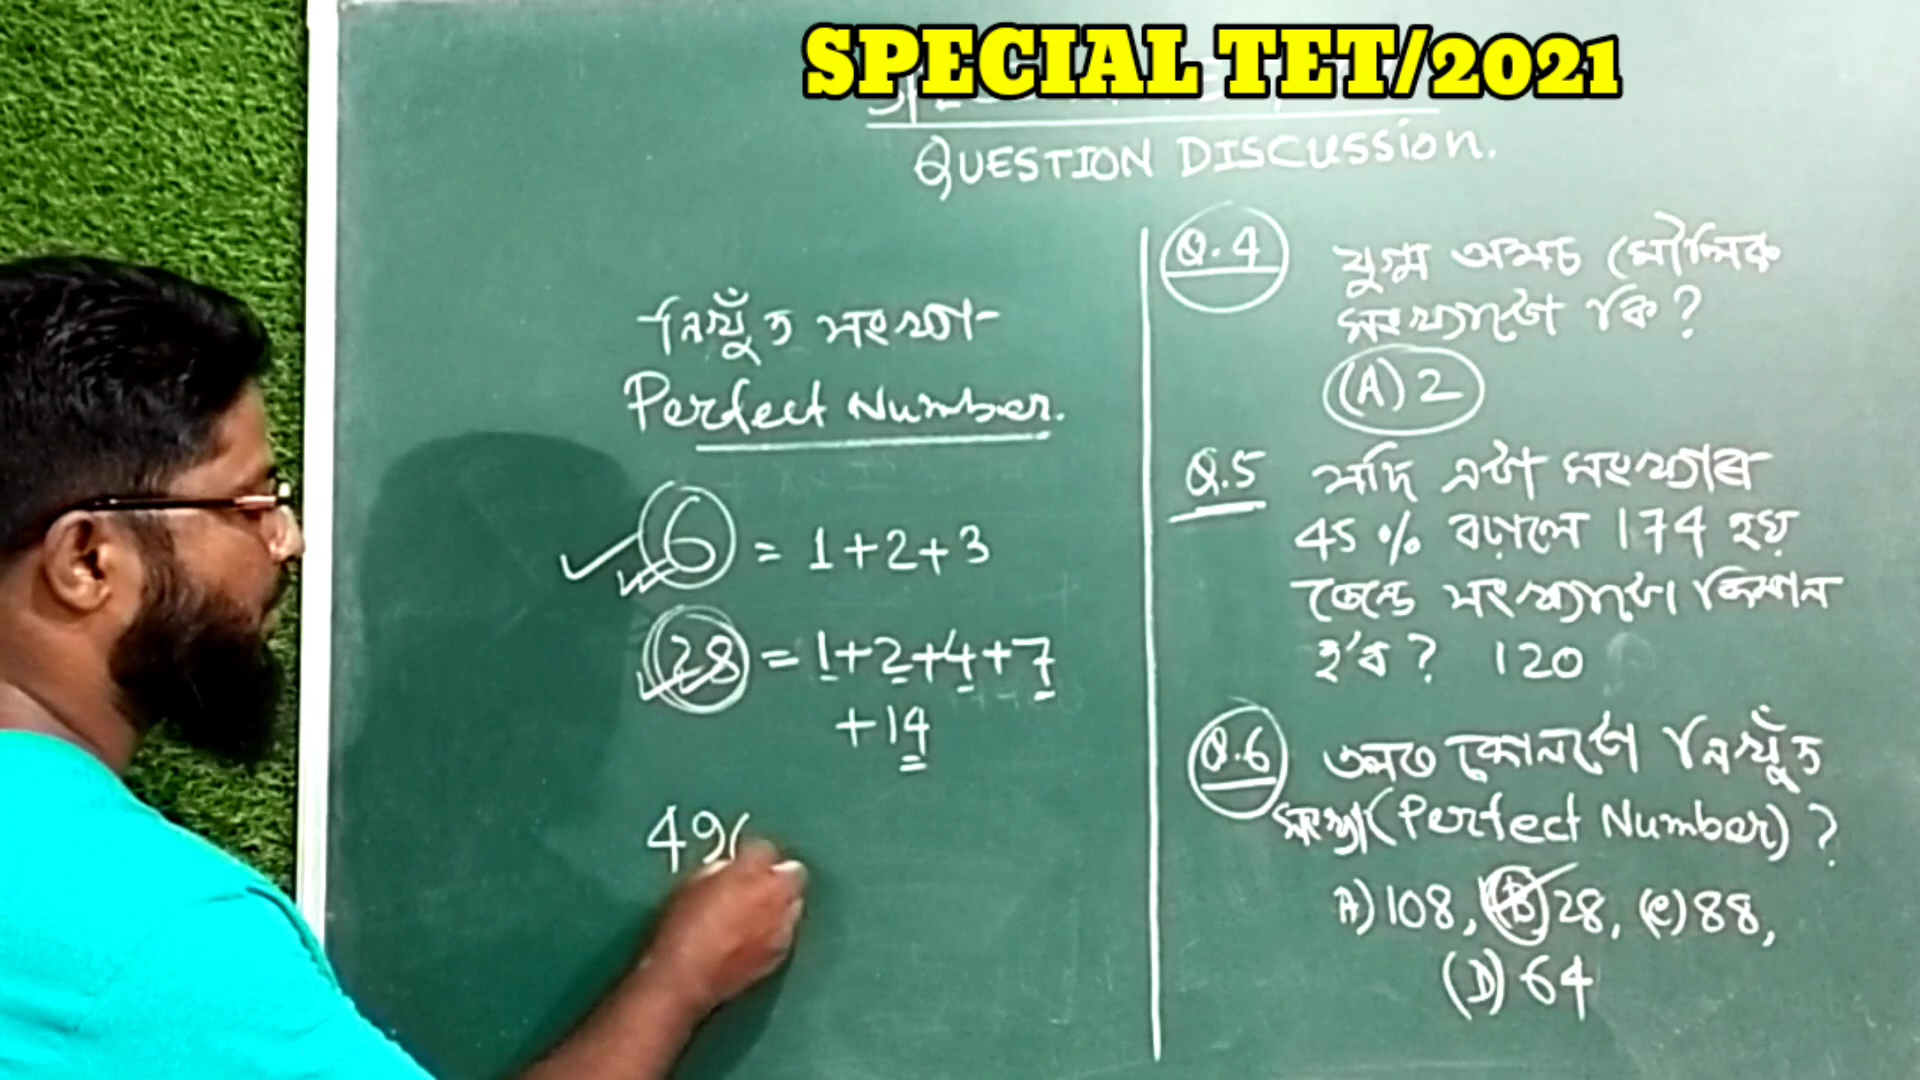 SPECIAL TET/2021
QUESTION DISCUSSION.
নিখুঁত সংখ্যা
Perfect Number.
6 = 1+2+3
28 = 1+2+4+7
+14
49
Q.4 যুগ্ম অথচ মৌলিক
সংখ্যাটো কি?
(A) 2
Q.5 যদি এটা সংখ্যাৰ
45% বঢ়ালে 174 হয়
তেন্তে সংখ্যাটো কিমান
হ'ব? 120
Q.6 তলৰ কোনটো নিখুঁত
সংখ্যা (Perfect Number)?
A) 108, (B) 28, (c) 88,
(D) 64